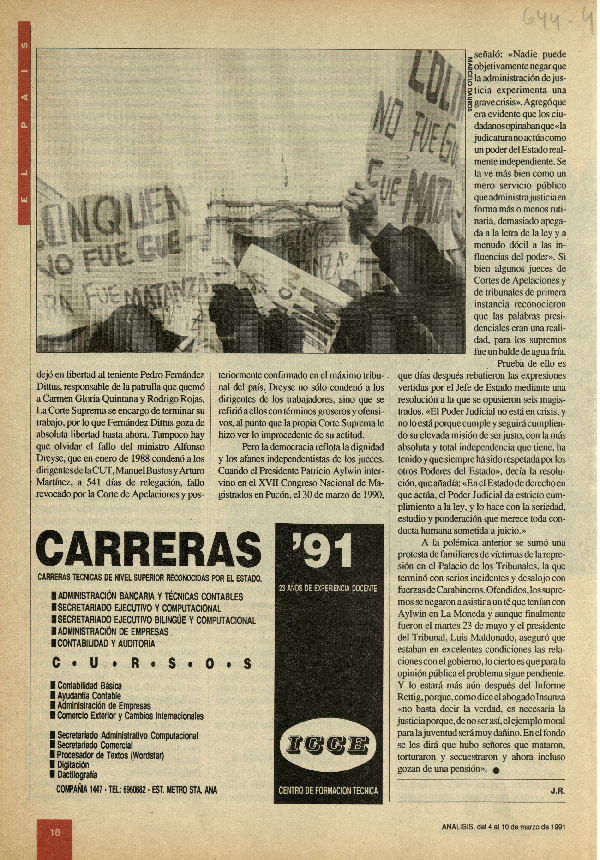 644-4
EL PAIS
MARCELO DAUROS
COLIN
NO FUE GU
FUE MATAN
CONQUEN
NO FUE GUE
FUE MATANZA
dejó en libertad al teniente Pedro Fernández
Dittus, responsable de la patrulla que quemó
a Carmen Gloria Quintana y Rodrigo Rojas.
La Corte Suprema se encargo de terminar su
trabajo, por lo que Fernández Dittus goza de
absoluta libertad hasta ahora. Tampoco hay
que olvidar el fallo del ministro Alfonso
Dreyse, que en enero de 1988 condenó a los
dirigentes de la CUT, Manuel Bustos y Arturo
Martínez, a 541 días de relegación, fallo
revocado por la Corte de Apelaciones y pos-
teriormente confirmado en el máximo tribu-
nal del país, Dreyse no sólo condenó a los
dirigentes de los trabajadores, sino que se
refirió a ellos con términos groseros y ofensi-
vos, al punto que la propia Corte Suprema le
hizo ver lo improcedente de su actitud.
Pero la democracia reflota la dignidad
y los afanes independentistas de los jueces.
Cuando el Presidente Patricio Aylwin inter-
vino en el XVII Congreso Nacional de Ma-
gistrados en Pucón, el 30 de marzo de 1990,
señaló: «Nadie puede
objetivamente negar que
la administración de jus-
ticia experimenta una
grave crisis». Agregó que
era evidente que los ciu-
dadanos opinaban que «la
judicatura no actúa como
un poder del Estado real-
mente independiente. Se
la ve más bien como un
mero servicio público
que administra justicia en
forma más o menos ruti-
naria, demasiado apega-
da a la letra de la ley y a
menudo dócil a las in-
fluencias del poder». Si
bien algunos jueces de
Cortes de Apelaciones y
de tribunales de primera
instancia reconocieron
que las palabras presi-
denciales eran una reali-
dad, para los supremos
fue un balde de agua fría.
Prueba de ello es
que días después rebatieron las expresiones
vertidas por el Jefe de Estado mediante una
resolución a la que se opusieron seis magis-
trados. «El Poder Judicial no está en crisis, y
no lo está porque cumple y seguirá cumplien-
do su elevada misión de ser justo, con la más
absoluta y total independencia que tiene, ha
tenido y que siempre ha sido respetada por los
otros Poderes del Estado», decía la resolu-
ción, que añadía: «En el Estado de derecho en
que actúa, el Poder Judicial da estricto cum-
plimiento a la ley, y lo hace con la seriedad,
estudio y ponderación que merece toda con-
ducta humana sometida a juicio.»
A la polémica anterior se sumó una
protesta de familiares de víctimas de la repre-
sión en el Palacio de los Tribunales, la que
terminó con serios incidentes y desalojo con
fuerzas de Carabineros. Ofendidos, los supre-
mos se negaron a asistir a un té que tenían con
Aylwin en La Moneda y aunque finalmente
fueron el martes 23 de mayo y el presidente
del Tribunal, Luis Maldonado, aseguró que
estaban en excelentes condiciones las rela-
ciones con el gobierno, lo cierto es que para la
opinión pública el problema sigue pendiente.
Y lo estará más aún después del Informe
Rettig, porque, como dice el abogado Insunza
«no basta decir la verdad, es necesaria la
justicia porque, de no ser así, el ejemplo moral
para la juventud será muy dañino. En el fondo
se les dirá que hubo señores que mataron,
torturaron y secuestraron y ahora incluso
gozan de una pensión». ●
J.R.
CARRERAS '91
CARRERAS TECNICAS DE NIVEL SUPERIOR RECONOCIDAS POR EL ESTADO.
23 AÑOS DE EXPERIENCIA DOCENTE
ADMINISTRACIÓN BANCARIA Y TÉCNICAS CONTABLES
SECRETARIADO EJECUTIVO Y COMPUTACIONAL
SECRETARIADO EJECUTIVO BILINGÜE Y COMPUTACIONAL
ADMINISTRACIÓN DE EMPRESAS
CONTABILIDAD Y AUDITORIA
C • U • R • S • O • S
Contabilidad Básica
Ayudantía Contable
Administración de Empresas
Comercio Exterior y Cambios Internacionales
Secretariado Administrativo Computacional
Secretariado Comercial
Procesador de Textos (Wordstar)
Digitación
Dactilografía
COMPAÑIA 1447 - TEL: 6960882 - EST. METRO STA. ANA
ICCE
CENTRO DE FORMACION TECNICA
18
ANALISIS, del 4 al 10 de marzo de 1991